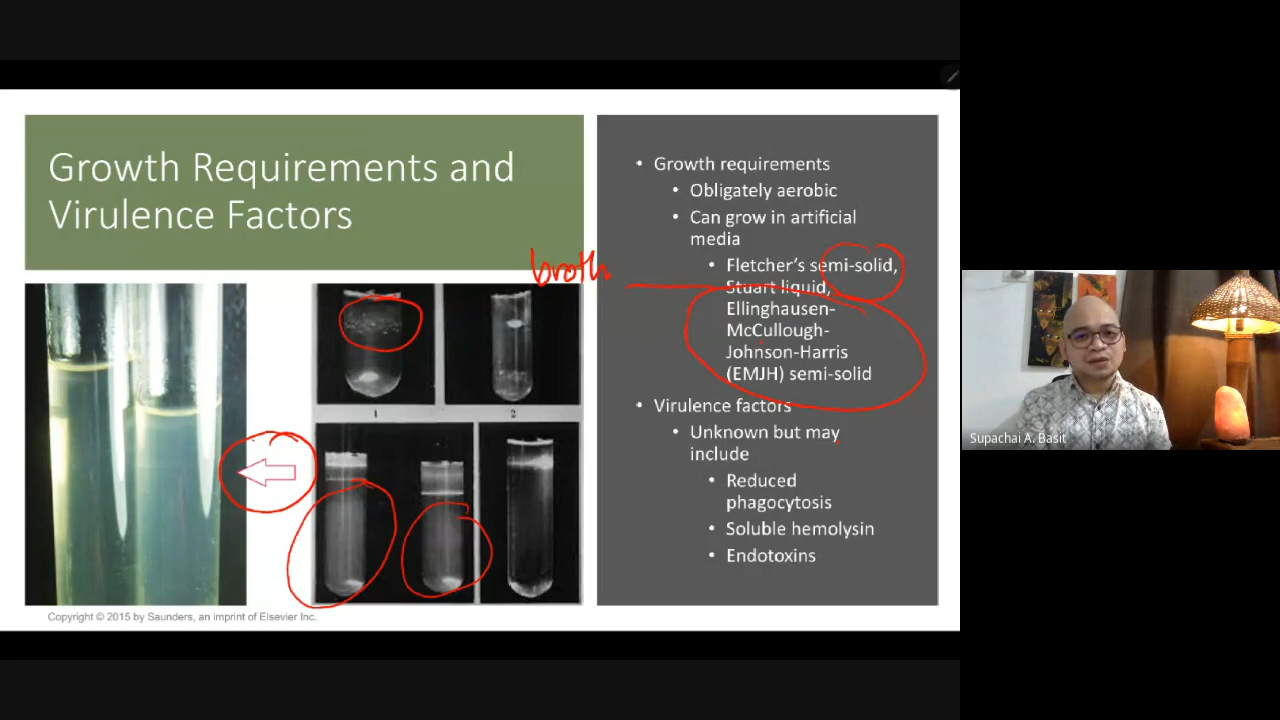 Growth Requirements and
Virulence Factors
broth
1
2
Copyright © 2015 by Saunders, an imprint of Elsevier Inc.
• Growth requirements
• Obligately aerobic
• Can grow in artificial
media
• Fletcher's semi-solid,
Stuart liquid,
Ellinghausen-
McCullough-
Johnson-Harris
(EMJH) semi-solid
• Virulence factors
• Unknown but may
include
• Reduced
phagocytosis
• Soluble hemolysin
• Endotoxins
Supachai A. Basit